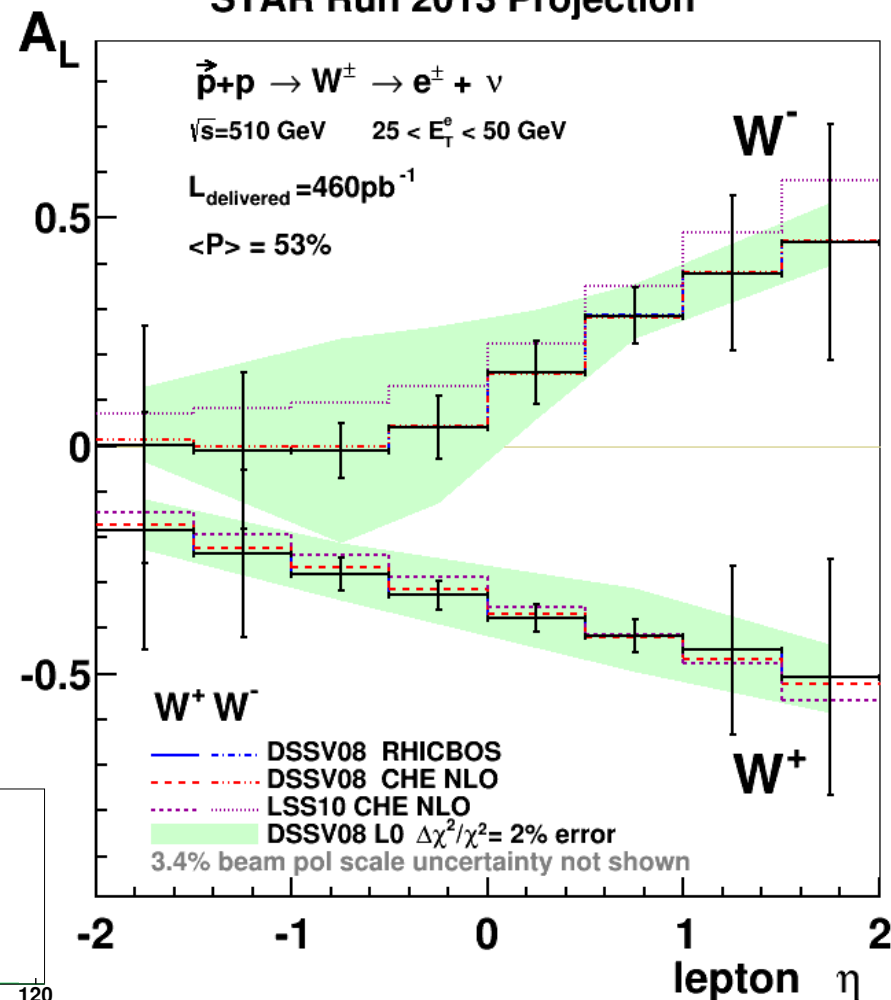 STAR Run 2013 Projection
A_L
p⃗+p → W± → e± + ν
√s=510 GeV 25 < E_T^e < 50 GeV
L_delivered =460pb⁻¹
<P> = 53%
W⁻
0.5
0
-0.5
W⁺ W⁻
DSSV08 RHICBOS
DSSV08 CHE NLO
LSS10 CHE NLO
DSSV08 L0 Δχ²/χ²= 2% error
3.4% beam pol scale uncertainty not shown
W⁺
-2 -1 0 1 2
lepton η
120